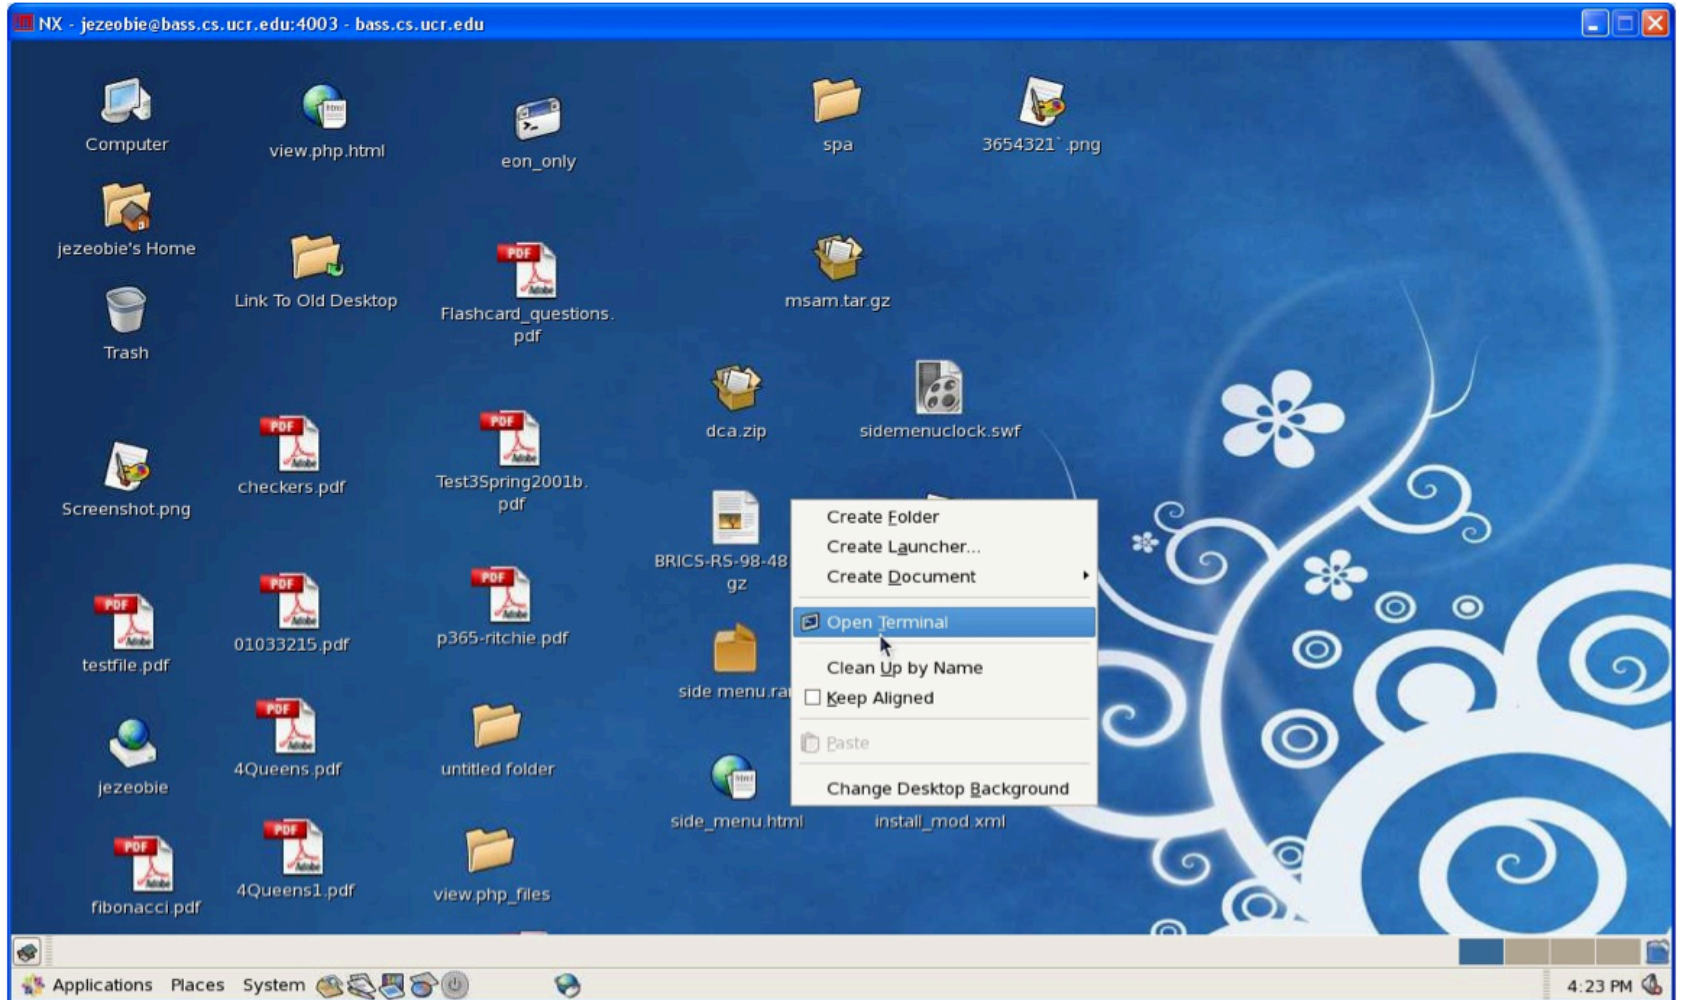 NX - jezeobie@bass.cs.ucr.edu:4003 - bass.cs.ucr.edu
Computer
view.php.html
eon_only
spa
3654321`.png
jezeobie's Home
Link To Old Desktop
Flashcard_questions.
pdf
msam.tar.gz
Trash
dca.zip
sidemenuclock.swf
Screenshot.png
checkers.pdf
Test3Spring2001b.
pdf
BRICS-RS-98-48
gz
testfile.pdf
01033215.pdf
p365-ritchie.pdf
side menu.rar
jezeobie
4Queens.pdf
untitled folder
side_menu.html
install_mod.xml
fibonacci.pdf
4Queens1.pdf
view.php_files
Create Folder
Create Launcher...
Create Document
Open Terminal
Clean Up by Name
Keep Aligned
Paste
Change Desktop Background
Applications Places System
4:23 PM